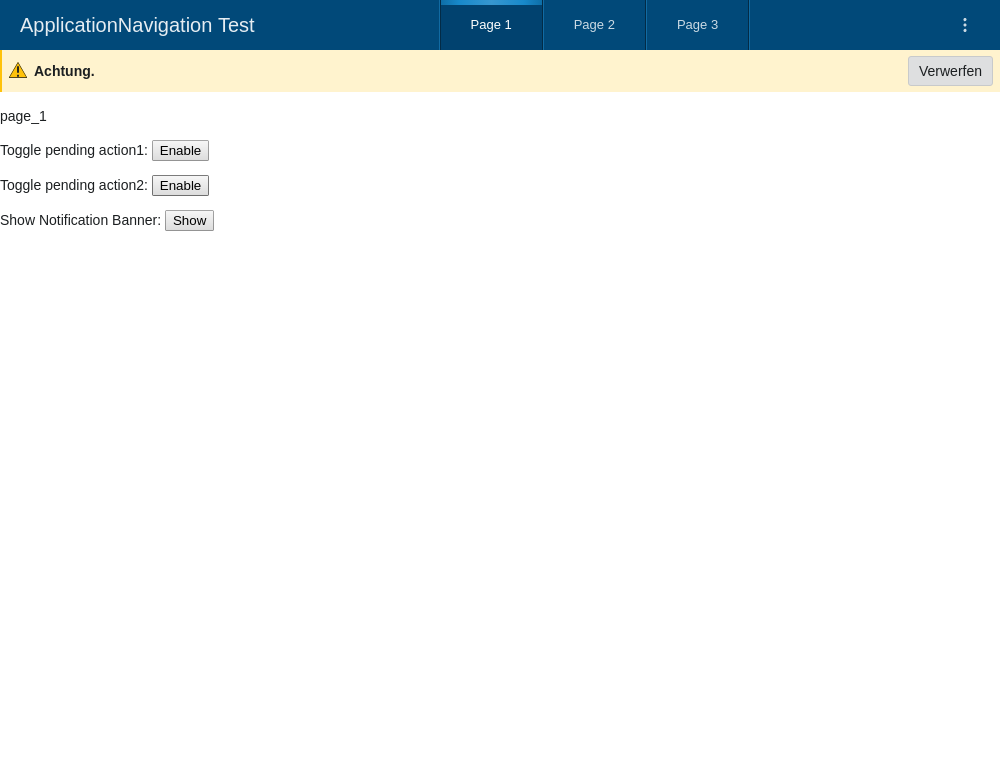 ApplicationNavigation Test
Page 1
Page 2
Page 3
Achtung.
Verwerfen
page_1
Toggle pending action1: Enable
Toggle pending action2: Enable
Show Notification Banner: Show